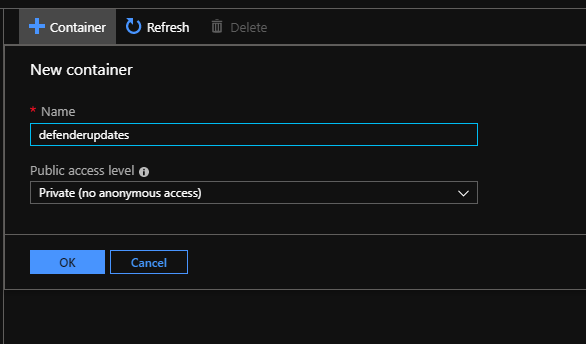 Container Refresh Delete
New container
* Name
defenderupdates
Public access level
Private (no anonymous access)
OK Cancel